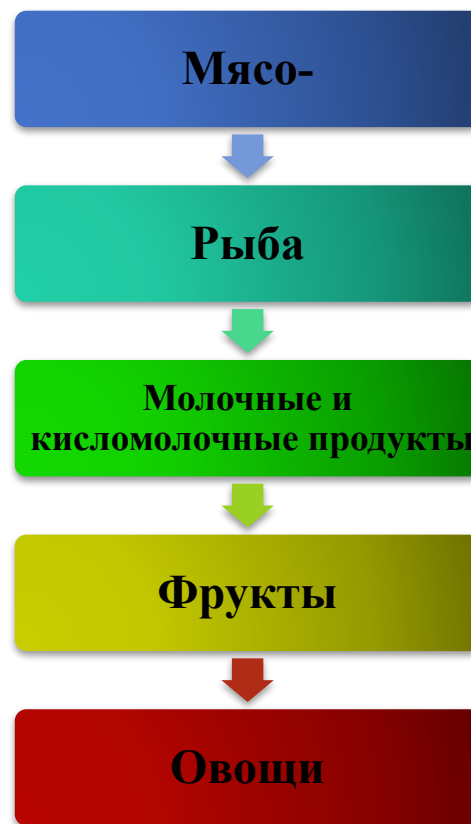 Мясо-
Рыба
Молочные и
кисломолочные продукты
Фрукты
Овощи